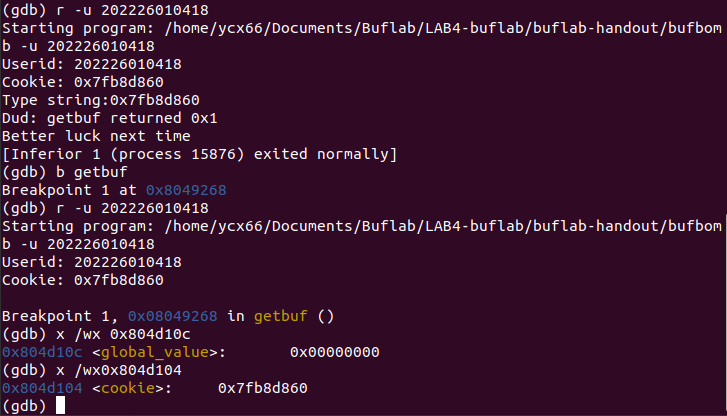 (gdb) r -u 202226010418
Starting program: /home/ycx66/Documents/Buflab/LAB4-buflab/buflab-handout/bufbom
b -u 202226010418
Userid: 202226010418
Cookie: 0x7fb8d860
Type string:0x7fb8d860
Dud: getbuf returned 0x1
Better luck next time
[Inferior 1 (process 15876) exited normally]
(gdb) b getbuf
Breakpoint 1 at 0x8049268
(gdb) r -u 202226010418
Starting program: /home/ycx66/Documents/Buflab/LAB4-buflab/buflab-handout/bufbom
b -u 202226010418
Userid: 202226010418
Cookie: 0x7fb8d860

Breakpoint 1, 0x08049268 in getbuf ()
(gdb) x /wx 0x804d10c
0x804d10c <global_value>:       0x00000000
(gdb) x /wx0x804d104
0x804d104 <cookie>:     0x7fb8d860
(gdb)